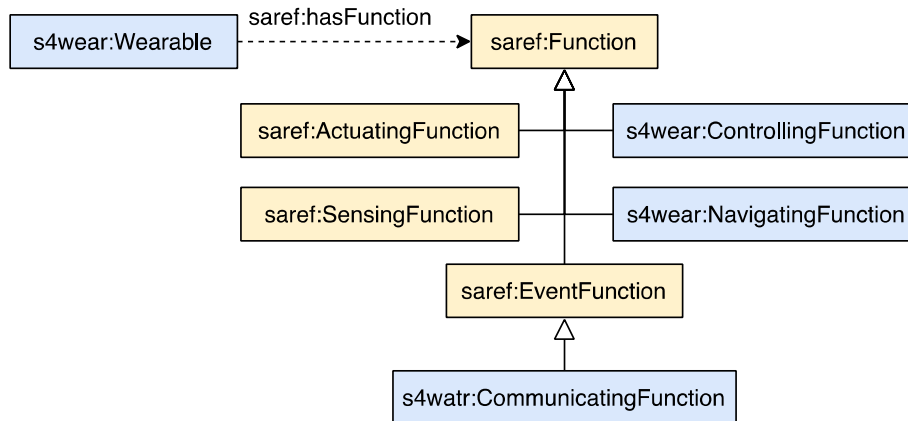 saref:hasFunction
s4wear:Wearable
saref:Function
saref:ActuatingFunction
s4wear:ControllingFunction
saref:SensingFunction
s4wear:NavigatingFunction
saref:EventFunction
s4watr:CommunicatingFunction